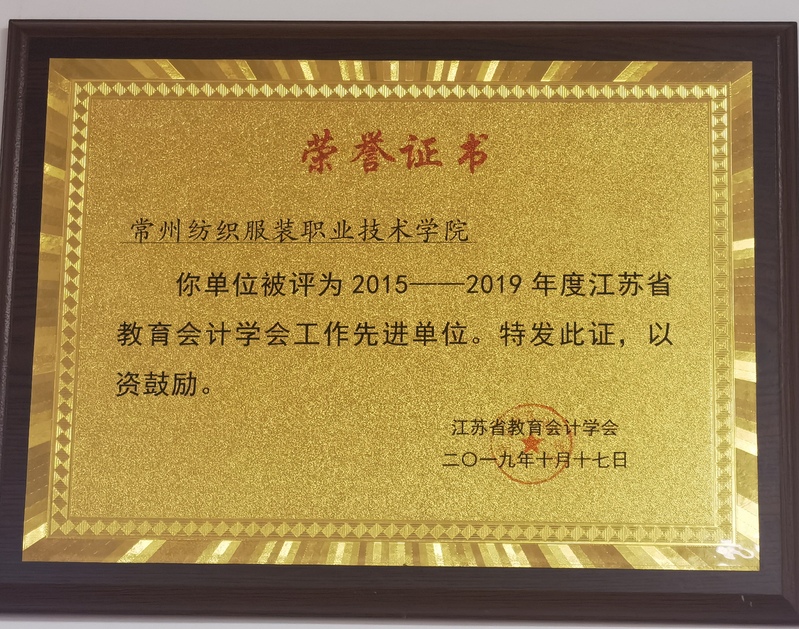 荣誉证书
常州纺织服装职业技术学院
你单位被评为2015——2019年度江苏省
教育会计学会工作先进单位。特发此证，以
资鼓励。
江苏省教育会计学会
二〇一九年十月十七日